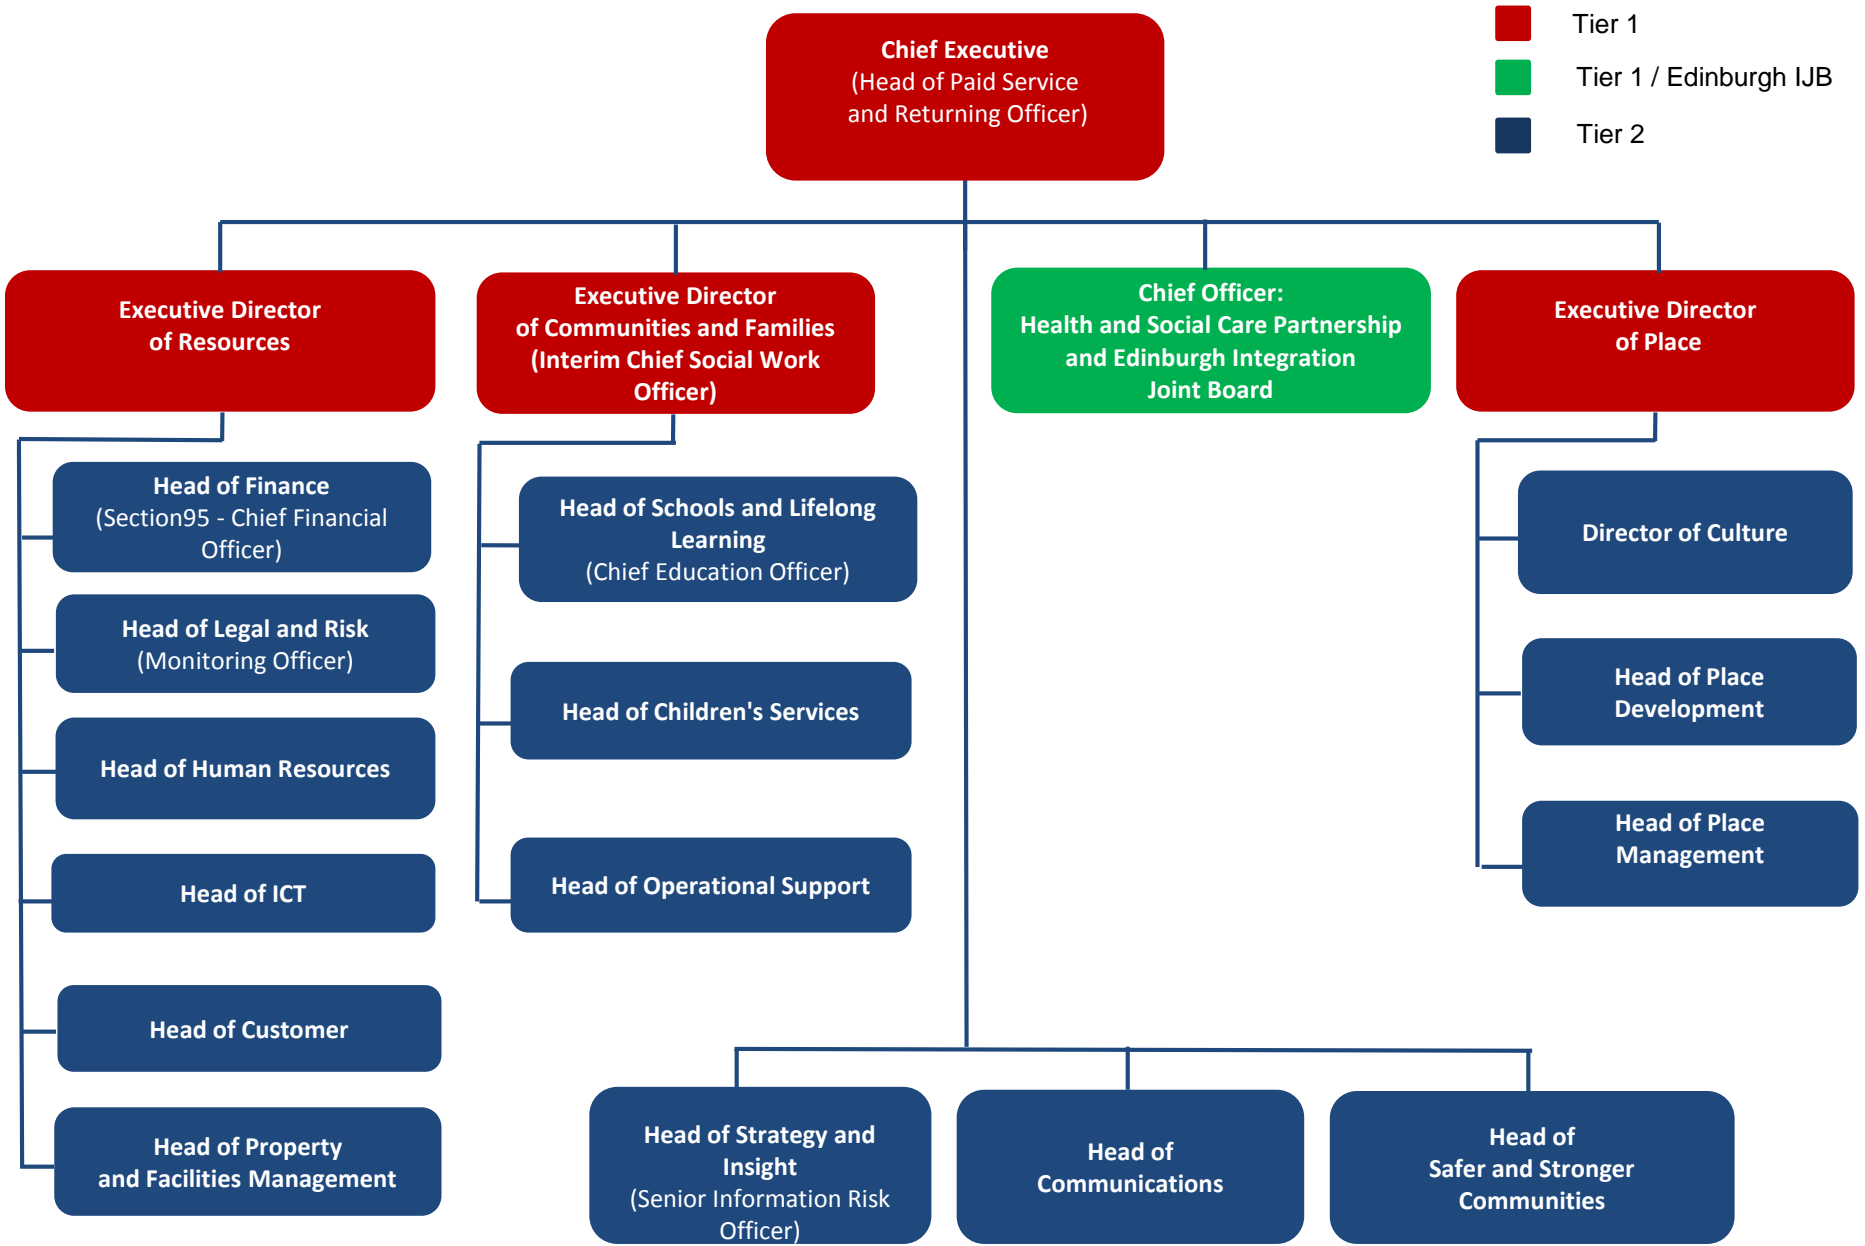 Chief Executive
(Head of Paid Service
and Returning Officer)
Tier 1
Tier 1 / Edinburgh IJB
Tier 2
Executive Director
of Resources
Executive Director
of Communities and Families
(Interim Chief Social Work
Officer)
Chief Officer:
Health and Social Care Partnership
and Edinburgh Integration
Joint Board
Executive Director
of Place
Head of Finance
(Section95 - Chief Financial
Officer)
Head of Legal and Risk
(Monitoring Officer)
Head of Human Resources
Head of ICT
Head of Customer
Head of Property
and Facilities Management
Head of Schools and Lifelong
Learning
(Chief Education Officer)
Head of Children's Services
Head of Operational Support
Director of Culture
Head of Place
Development
Head of Place
Management
Head of Strategy and
Insight
(Senior Information Risk
Officer)
Head of
Communications
Head of
Safer and Stronger
Communities